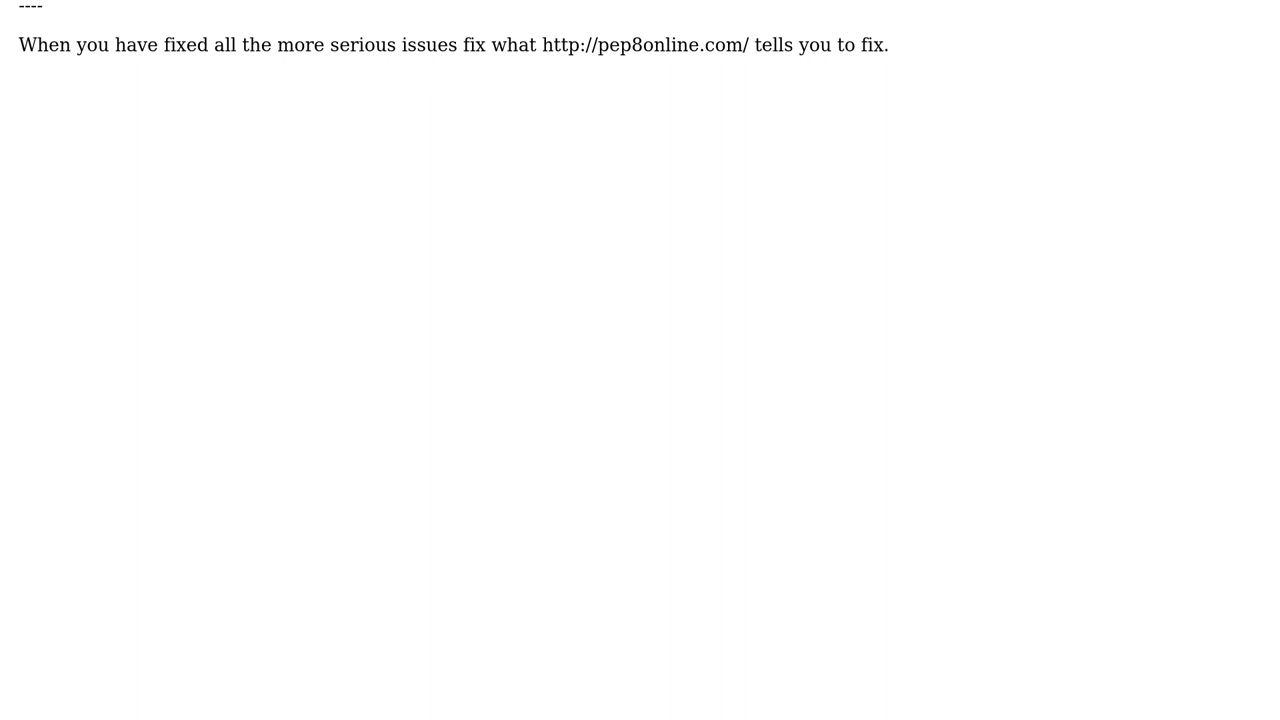 ----
When you have fixed all the more serious issues fix what http://pep8online.com/ tells you to fix.